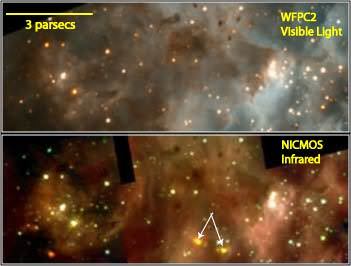 3 parsecs
WFPC2
Visible Light
NICMOS
Infrared